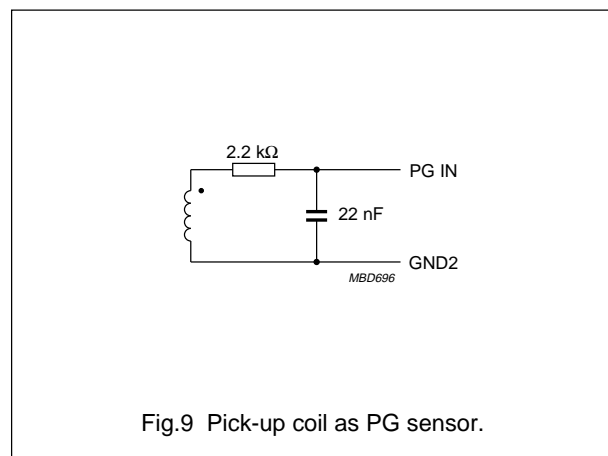 2.2 kΩ
PG IN
22 nF
GND2
MBD696
Fig.9 Pick-up coil as PG sensor.